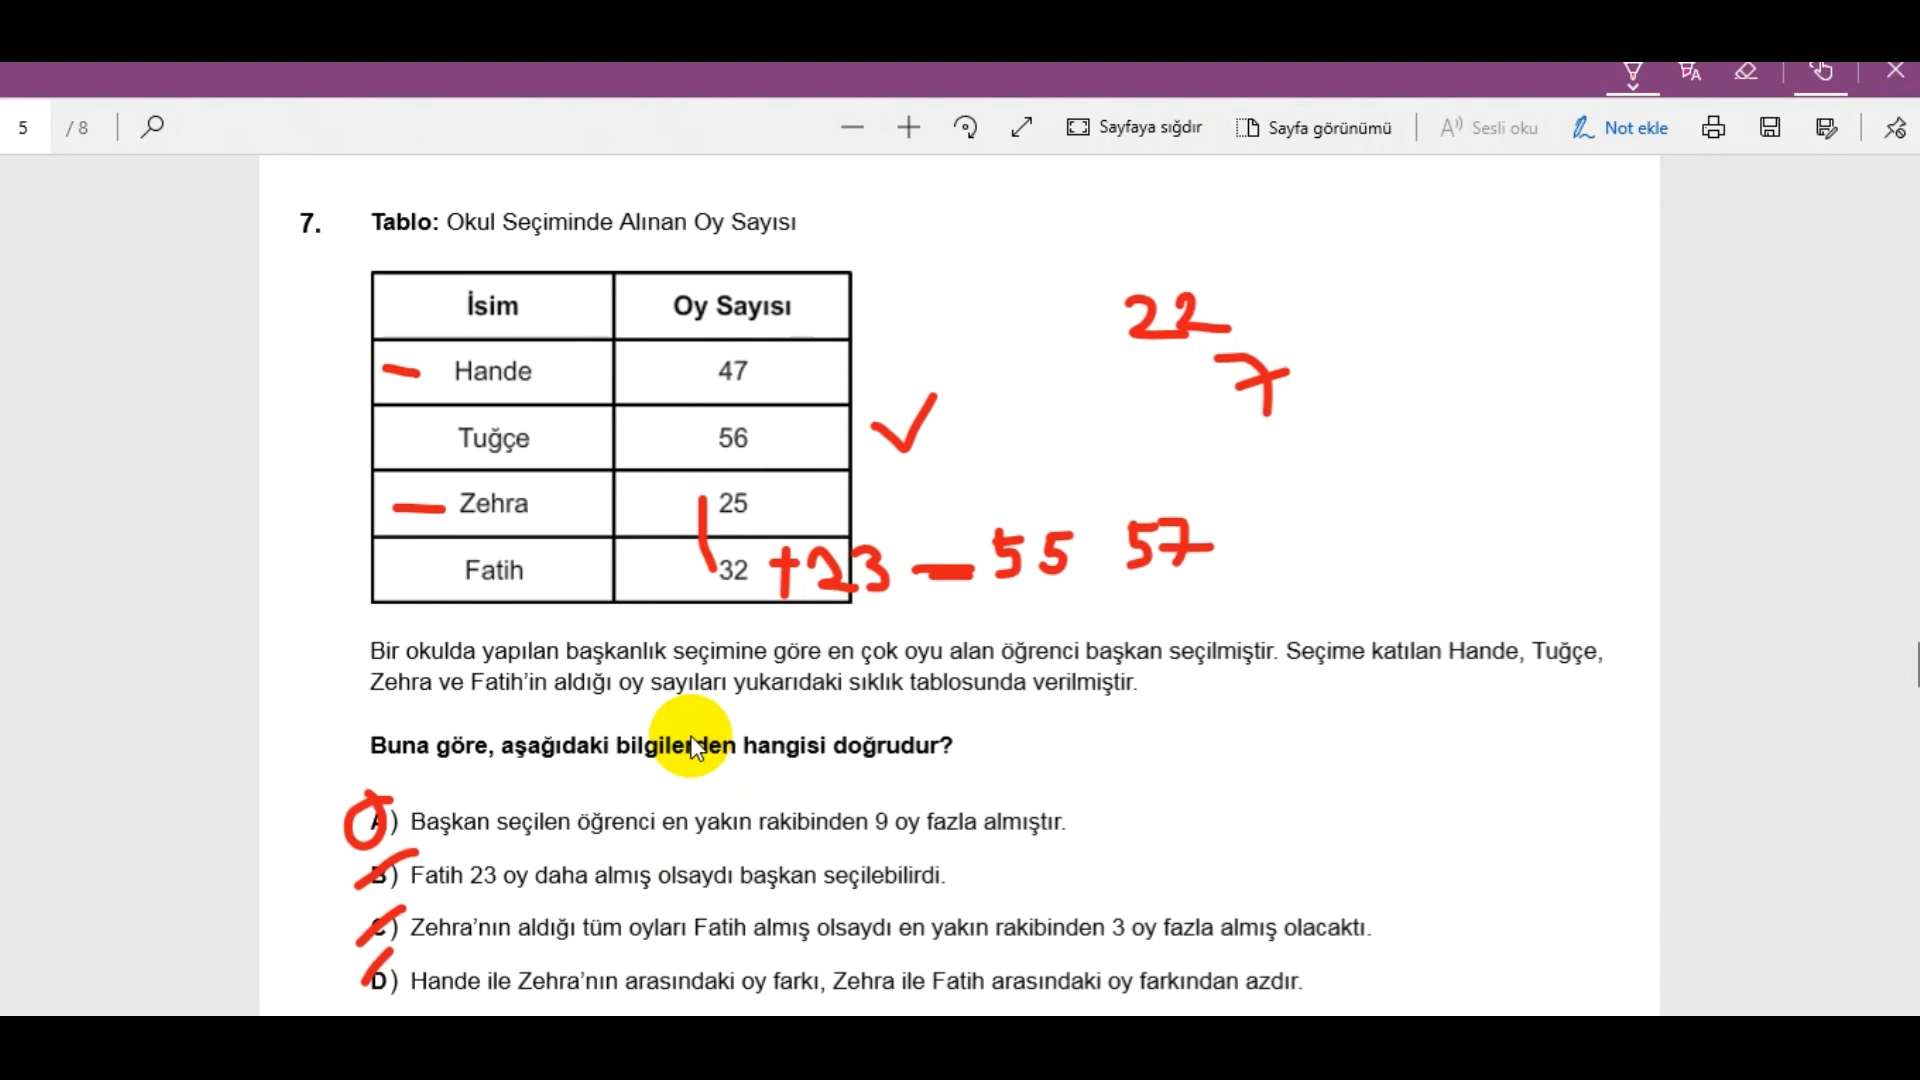 5 / 8 Sayfaya sığdır Sayfa görünümü A Sesli oku Not ekle
7. Tablo: Okul Seçiminde Alınan Oy Sayısı
İsim Oy Sayısı
Hande 47
Tuğçe 56
Zehra 25
Fatih 32 +23 — 55 57
22
7
Bir okulda yapılan başkanlık seçimine göre en çok oyu alan öğrenci başkan seçilmiştir. Seçime katılan Hande, Tuğçe,
Zehra ve Fatih’in aldığı oy sayıları yukarıdaki sıklık tablosunda verilmiştir.
Buna göre, aşağıdaki bilgilerden hangisi doğrudur?
A) Başkan seçilen öğrenci en yakın rakibinden 9 oy fazla almıştır.
B) Fatih 23 oy daha almış olsaydı başkan seçilebilirdi.
C) Zehra’nın aldığı tüm oyları Fatih almış olsaydı en yakın rakibinden 3 oy fazla almış olacaktı.
D) Hande ile Zehra’nın arasındaki oy farkı, Zehra ile Fatih arasındaki oy farkından azdır.